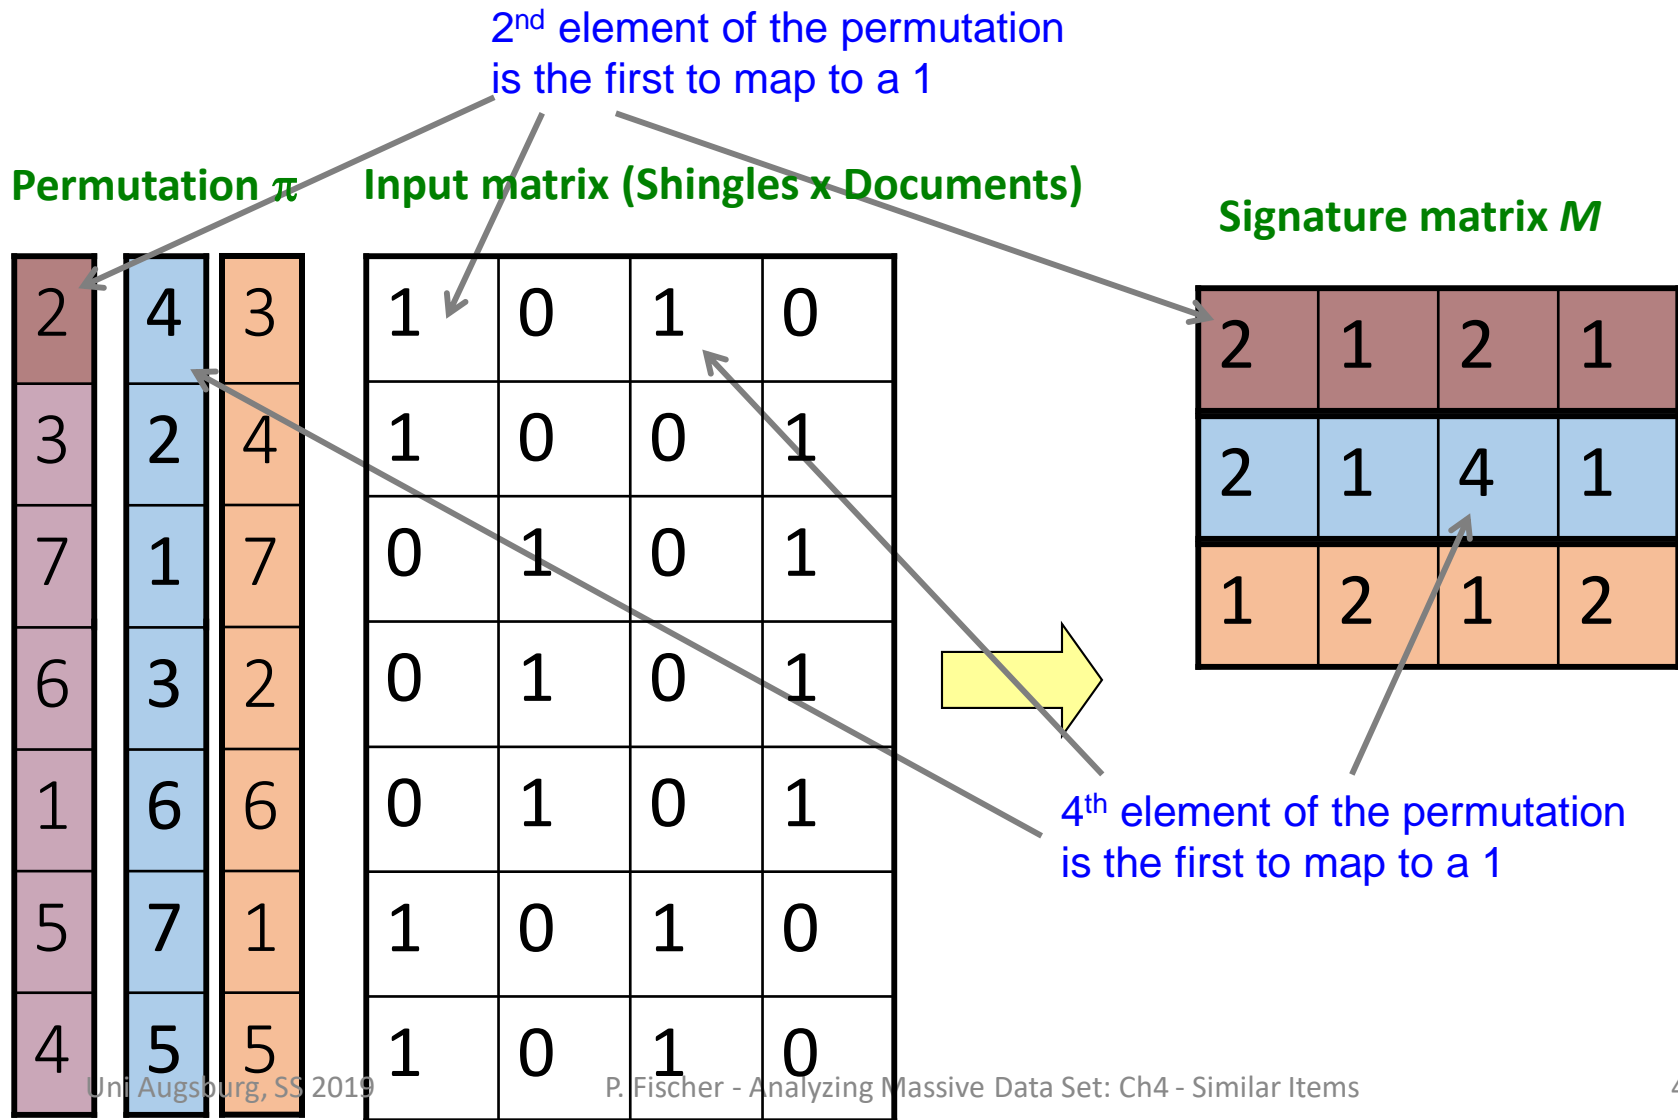 2nd element of the permutation
is the first to map to a 1
Permutation π
Input matrix (Shingles x Documents)
Signature matrix M
2 4 3 1 0 1 0
3 2 4 1 0 0 1
7 1 7 0 1 0 1
6 3 2 0 1 0 1
1 6 6 0 1 0 1
5 7 1 1 0 1 0
4 5 5 1 0 1 0
2 1 2 1
2 1 4 1
1 2 1 2
4th element of the permutation
is the first to map to a 1
Uni Augsburg, SS 2019 P. Fischer - Analyzing Massive Data Set: Ch4 - Similar Items